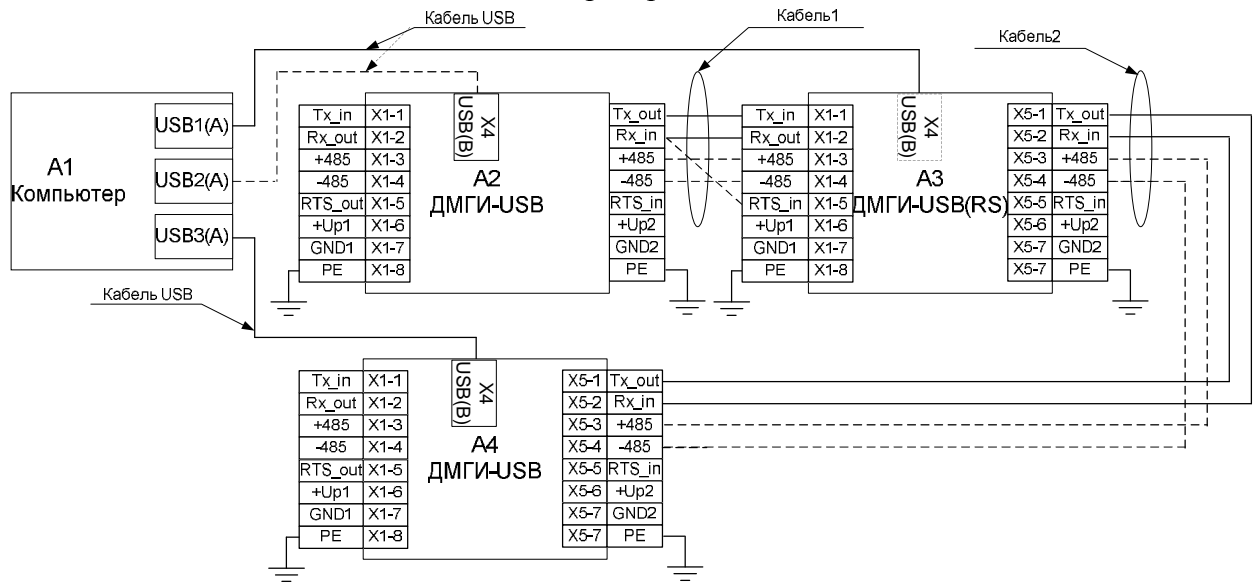 Кабель USB
Кабель1
Кабель2
A1
Компьютер
USB1(A)
USB2(A)
USB3(A)
Tx_in X1-1
Rx_out X1-2
+485 X1-3
-485 X1-4
RTS_out X1-5
+Up1 X1-6
GND1 X1-7
PE X1-8
X4
USB(B)
A2
ДМГИ-USB
Tx_out
Rx_in
+485
-485
RTS_in
+Up2
GND2
PE
Tx_in X1-1
Rx_out X1-2
+485 X1-3
-485 X1-4
RTS_in X1-5
+Up1 X1-6
GND1 X1-7
PE X1-8
X4
USB(B)
A3
ДМГИ-USB(RS)
X5-1 Tx_out
X5-2 Rx_in
X5-3 +485
X5-4 -485
X5-5 RTS_in
X5-6 +Up2
X5-7 GND2
X5-7 PE
Кабель USB
Tx_in X1-1
Rx_out X1-2
+485 X1-3
-485 X1-4
RTS_out X1-5
+Up1 X1-6
GND1 X1-7
PE X1-8
X4
USB(B)
A4
ДМГИ-USB
X5-1 Tx_out
X5-2 Rx_in
X5-3 +485
X5-4 -485
X5-5 RTS_in
X5-6 +Up2
X5-7 GND2
X5-7 PE